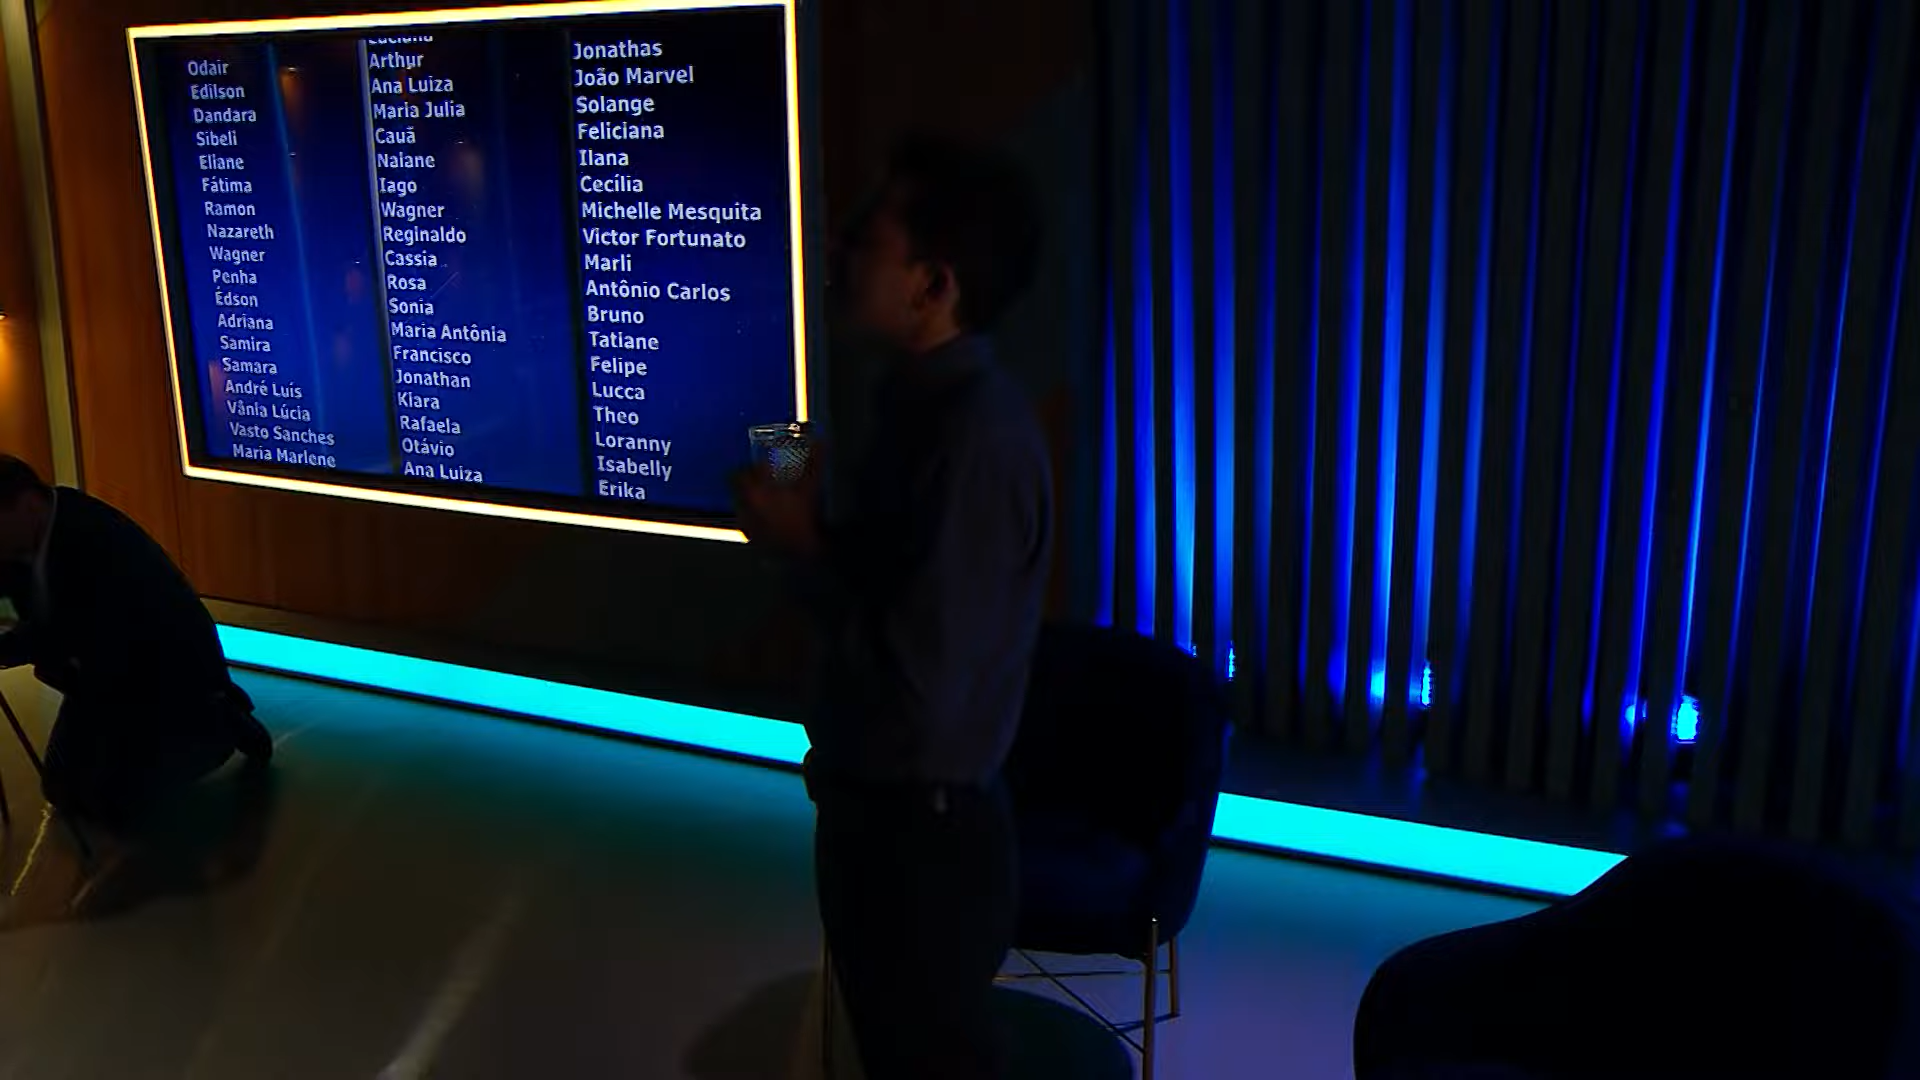 Odair
Edilson
Dandara
Sibeli
Eliane
Fátima
Ramon
Nazareth
Wagner
Penha
Édson
Adriana
Samira
Samara
André Luís
Vânia Lúcia
Vasto Sanches
Maria Marlene
Luciana
Arthur
Ana Luiza
Maria Julia
Cauã
Naiane
Iago
Wagner
Reginaldo
Cassia
Rosa
Sonia
Maria Antônia
Francisco
Jonathan
Kiara
Rafaela
Otávio
Ana Luiza
Jonathas
João Marvel
Solange
Feliciana
Ilana
Cecília
Michelle Mesquita
Victor Fortunato
Marli
Antônio Carlos
Bruno
Tatiane
Felipe
Lucca
Theo
Loranny
Isabelly
Erika